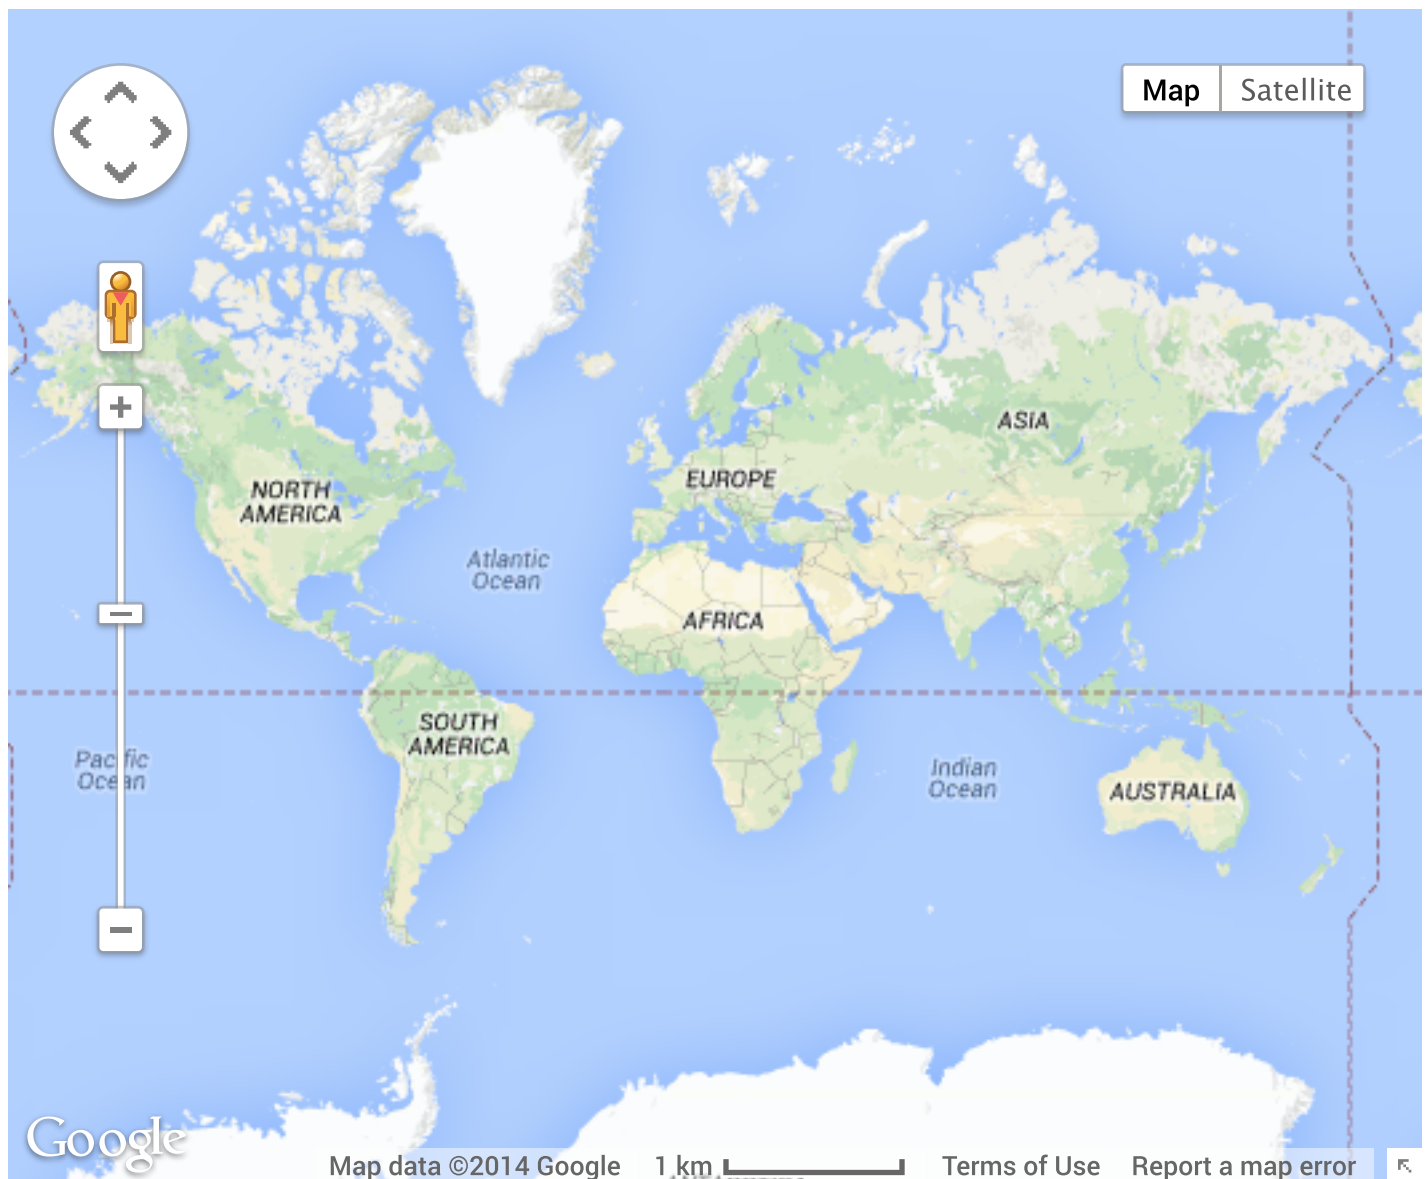 Map Satellite
ASIA
EUROPE
NORTH
AMERICA
Atlantic
Ocean
AFRICA
SOUTH
AMERICA
Pacific
Ocean
Indian
Ocean
AUSTRALIA
Google
Map data ©2014 Google 1 km Terms of Use Report a map error